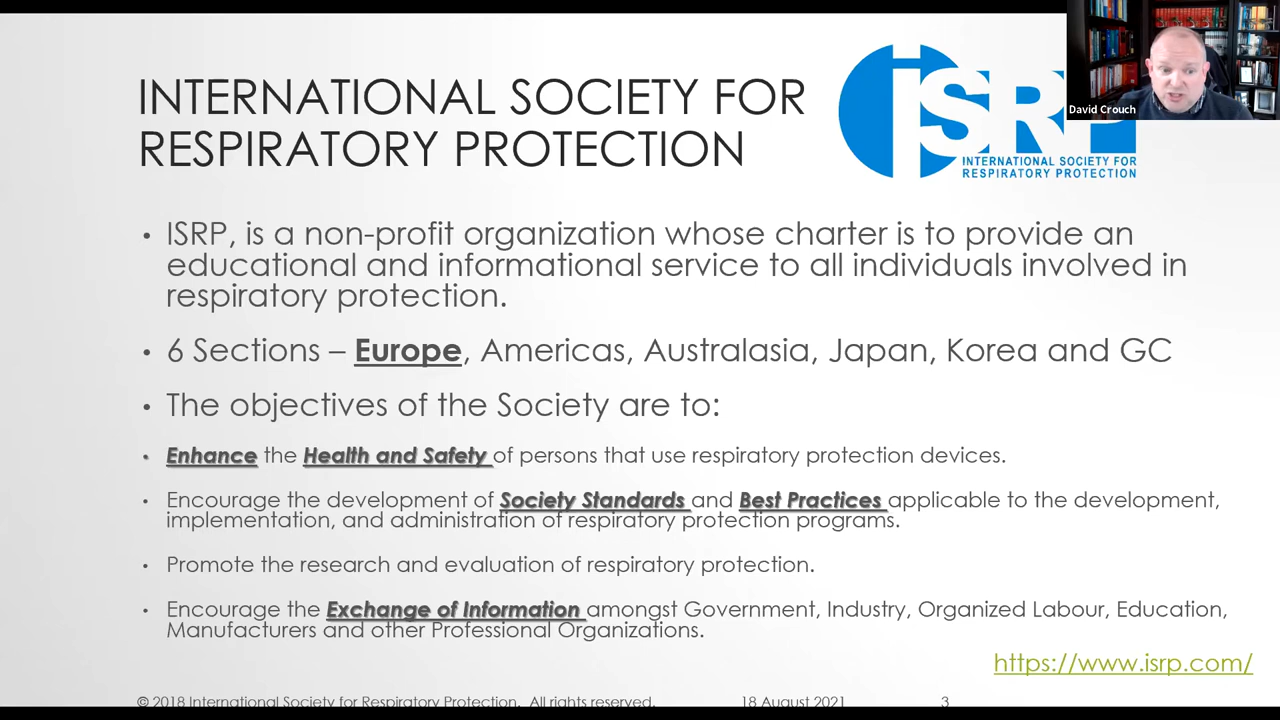 INTERNATIONAL SOCIETY FOR
RESPIRATORY PROTECTION
iSRP
INTERNATIONAL SOCIETY FOR
RESPIRATORY PROTECTION
David Crouch
• ISRP, is a non-profit organization whose charter is to provide an
educational and informational service to all individuals involved in
respiratory protection.
• 6 Sections – Europe, Americas, Australasia, Japan, Korea and GC
• The objectives of the Society are to:
• Enhance the Health and Safety of persons that use respiratory protection devices.
• Encourage the development of Society Standards and Best Practices applicable to the development,
implementation, and administration of respiratory protection programs.
• Promote the research and evaluation of respiratory protection.
• Encourage the Exchange of Information amongst Government, Industry, Organized Labour, Education,
Manufacturers and other Professional Organizations.
https://www.isrp.com/
© 2018 International Society for Respiratory Protection. All rights reserved.
18 August 2021
3